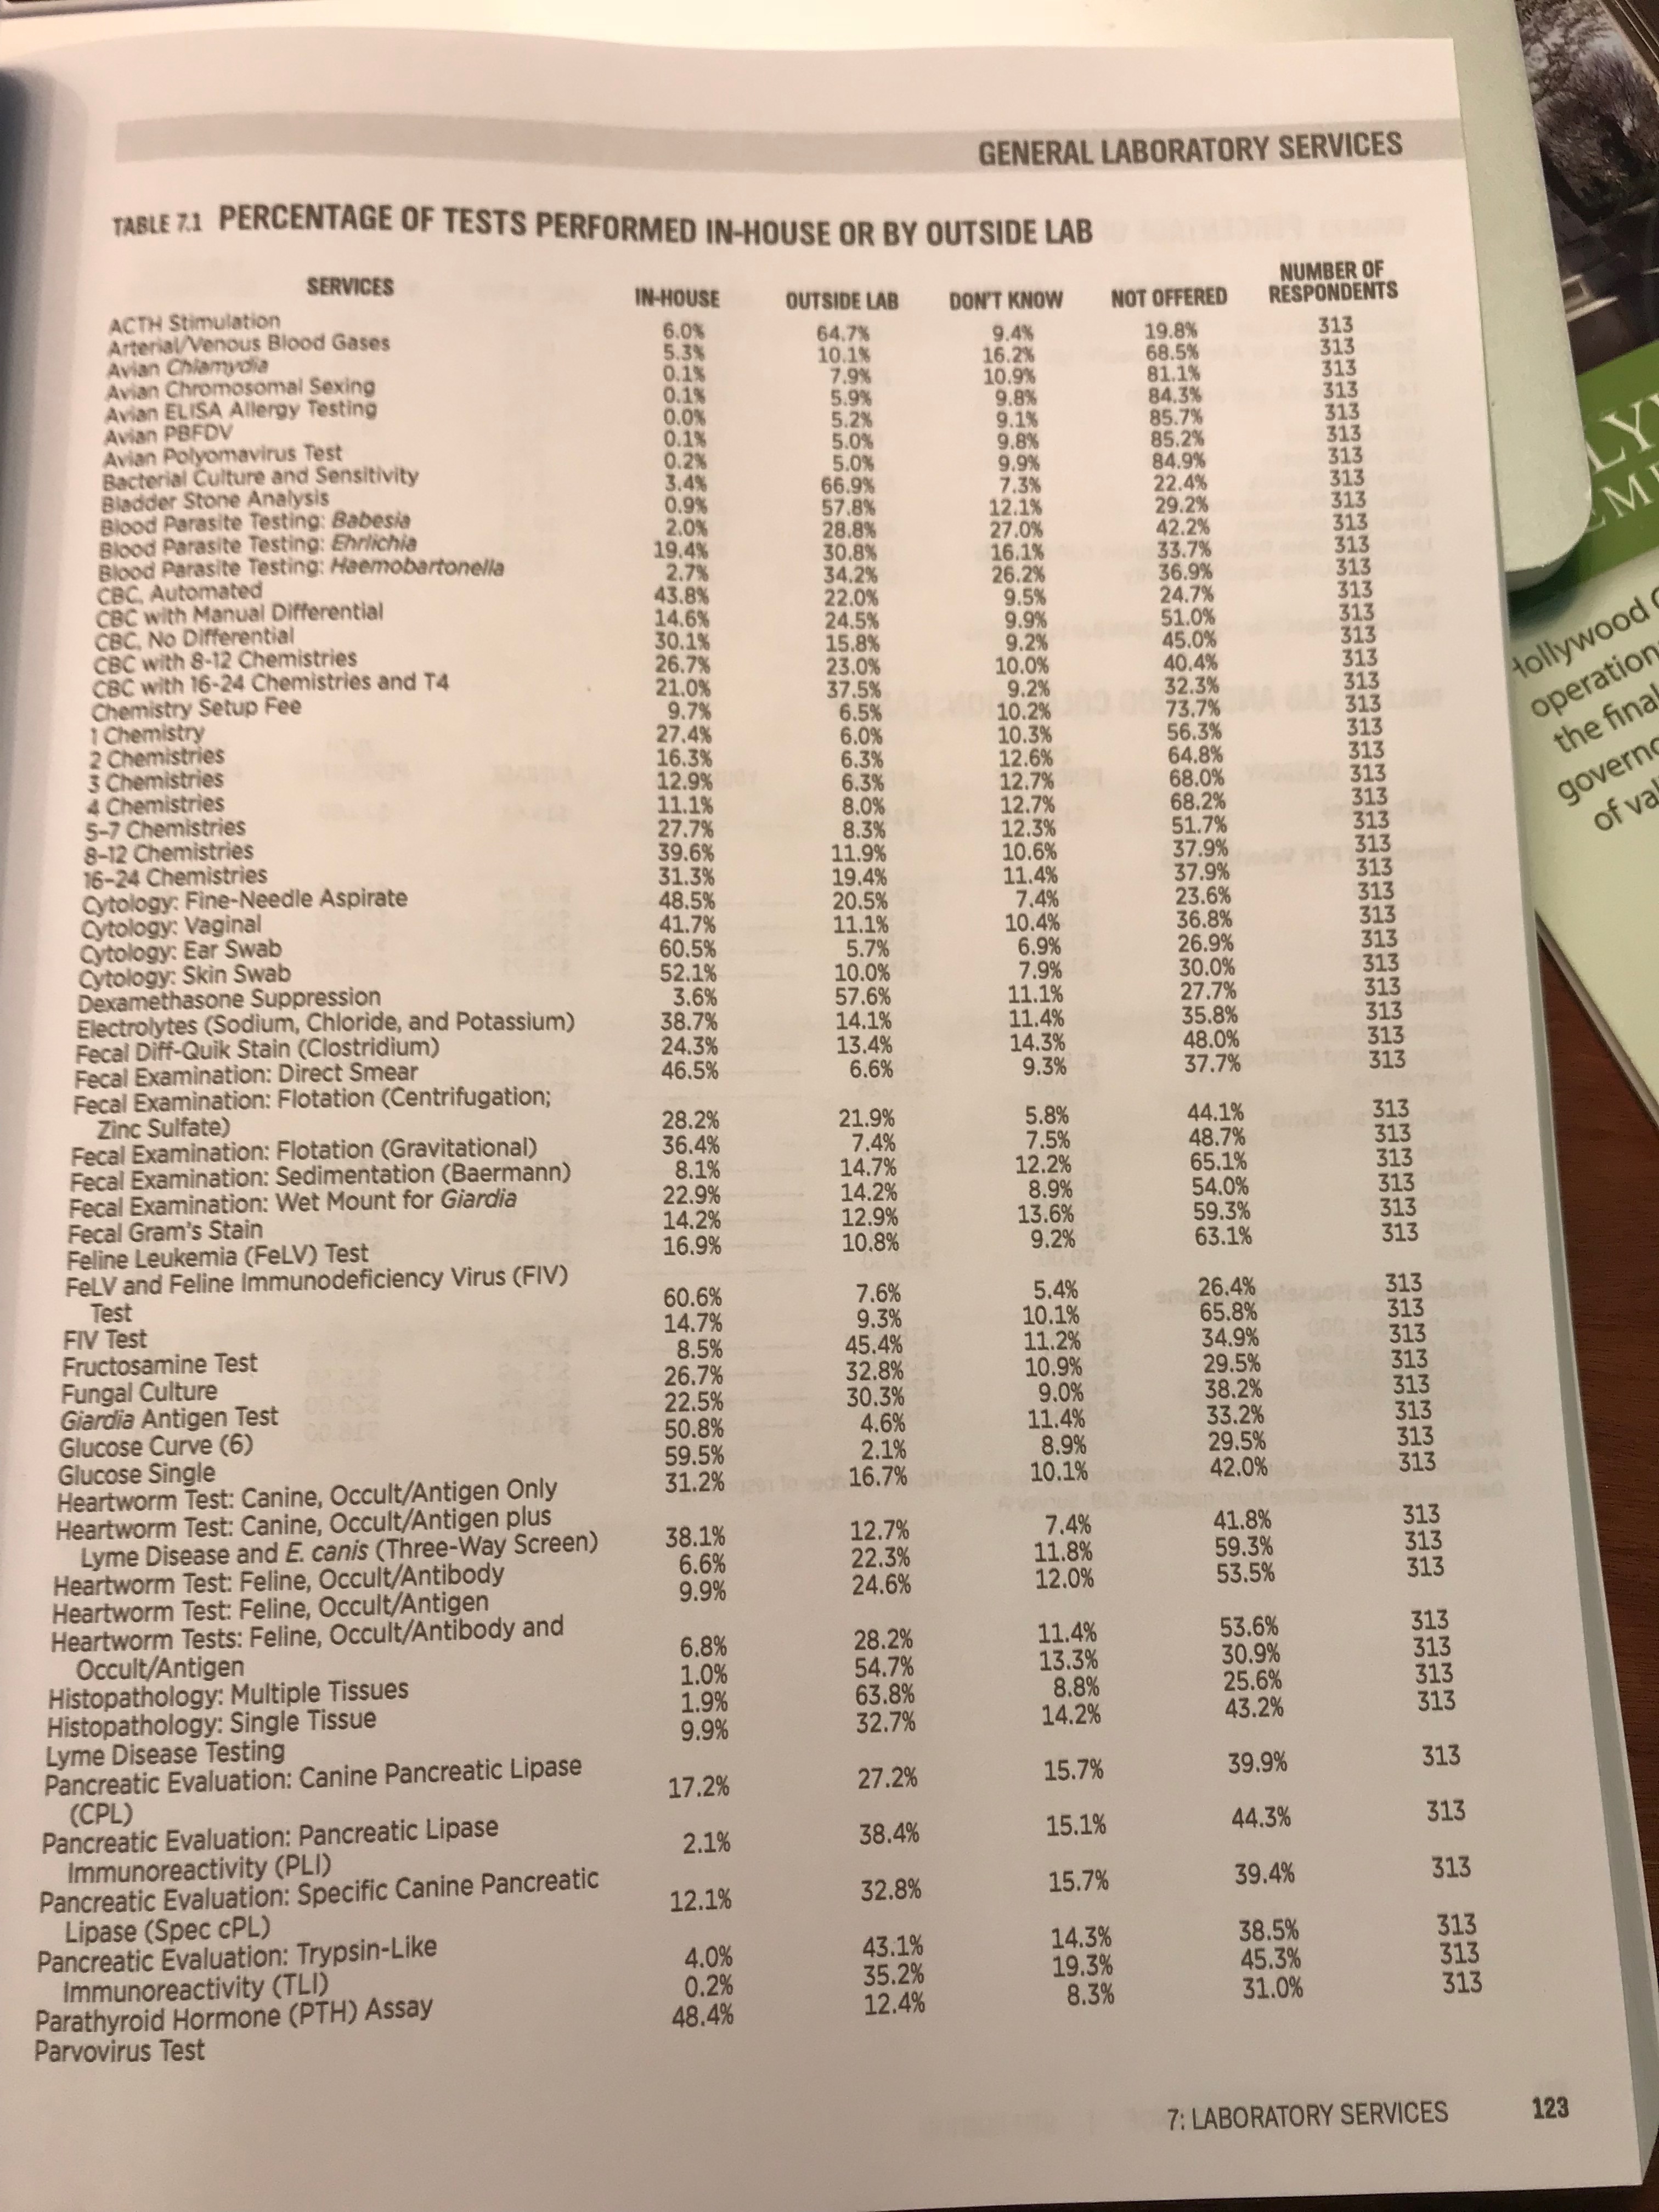 GENERAL LABORATORY SERVICES
TABLE 7.1 PERCENTAGE OF TESTS PERFORMED IN-HOUSE OR BY OUTSIDE LAB
SERVICES IN-HOUSE OUTSIDE LAB DON'T KNOW NOT OFFERED NUMBER OF RESPONDENTS
ACTH Stimulation 6.0% 64.7% 9.4% 19.8% 313
Arterial/Venous Blood Gases 5.3% 10.1% 16.2% 68.5% 313
Avian Chlamydia 0.1% 7.9% 10.9% 81.1% 313
Avian Chromosomal Sexing 0.1% 5.9% 9.8% 84.3% 313
Avian ELISA Allergy Testing 0.0% 5.2% 9.1% 85.7% 313
Avian PBFDV 0.1% 5.0% 9.8% 85.2% 313
Avian Polyomavirus Test 0.2% 5.0% 9.9% 84.9% 313
Bacterial Culture and Sensitivity 3.4% 66.9% 7.3% 22.4% 313
Bladder Stone Analysis 0.9% 57.8% 12.1% 29.2% 313
Blood Parasite Testing: Babesia 2.0% 28.8% 27.0% 42.2% 313
Blood Parasite Testing: Ehrlichia 19.4% 30.8% 16.1% 33.7% 313
Blood Parasite Testing: Haemobartonella 2.7% 34.2% 26.2% 36.9% 313
CBC, Automated 43.8% 22.0% 9.5% 24.7% 313
CBC with Manual Differential 14.6% 24.5% 9.9% 51.0% 313
CBC, No Differential 30.1% 15.8% 9.2% 45.0% 313
CBC with 8-12 Chemistries 26.7% 23.0% 10.0% 40.4% 313
CBC with 16-24 Chemistries and T4 21.0% 37.5% 9.2% 32.3% 313
Chemistry Setup Fee 9.7% 6.5% 10.2% 73.7% 313
1 Chemistry 27.4% 6.0% 10.3% 56.3% 313
2 Chemistries 16.3% 6.3% 12.6% 64.8% 313
3 Chemistries 12.9% 6.3% 12.7% 68.0% 313
4 Chemistries 11.1% 8.0% 12.7% 68.2% 313
5-7 Chemistries 27.7% 8.3% 12.3% 51.7% 313
8-12 Chemistries 39.6% 11.9% 10.6% 37.9% 313
16-24 Chemistries 31.3% 19.4% 11.4% 37.9% 313
Cytology: Fine-Needle Aspirate 48.5% 20.5% 7.4% 23.6% 313
Cytology: Vaginal 41.7% 11.1% 10.4% 36.8% 313
Cytology: Ear Swab 60.5% 5.7% 6.9% 26.9% 313
Cytology: Skin Swab 52.1% 10.0% 7.9% 30.0% 313
Dexamethasone Suppression 3.6% 57.6% 11.1% 27.7% 313
Electrolytes (Sodium, Chloride, and Potassium) 38.7% 14.1% 11.4% 35.8% 313
Fecal Diff-Quik Stain (Clostridium) 24.3% 13.4% 14.3% 48.0% 313
Fecal Examination: Direct Smear 46.5% 6.6% 9.3% 37.7% 313
Fecal Examination: Flotation (Centrifugation;
Zinc Sulfate) 28.2% 21.9% 5.8% 44.1% 313
Fecal Examination: Flotation (Gravitational) 36.4% 7.4% 7.5% 48.7% 313
Fecal Examination: Sedimentation (Baermann) 8.1% 14.7% 12.2% 65.1% 313
Fecal Examination: Wet Mount for Giardia 22.9% 14.2% 8.9% 54.0% 313
Fecal Gram's Stain 14.2% 12.9% 13.6% 59.3% 313
Feline Leukemia (FeLV) Test 16.9% 10.8% 9.2% 63.1% 313
FeLV and Feline Immunodeficiency Virus (FIV)
Test 60.6% 7.6% 5.4% 26.4% 313
FIV Test 14.7% 9.3% 10.1% 65.8% 313
Fructosamine Test 8.5% 45.4% 11.2% 34.9% 313
Fungal Culture 26.7% 32.8% 10.9% 29.5% 313
Giardia Antigen Test 22.5% 30.3% 9.0% 38.2% 313
Glucose Curve (6) 50.8% 4.6% 11.4% 33.2% 313
Glucose Single 59.5% 2.1% 8.9% 29.5% 313
Heartworm Test: Canine, Occult/Antigen Only 31.2% 16.7% 10.1% 42.0% 313
Heartworm Test: Canine, Occult/Antigen plus
Lyme Disease and E. canis (Three-Way Screen) 38.1% 12.7% 7.4% 41.8% 313
Heartworm Test: Feline, Occult/Antibody 6.6% 22.3% 11.8% 59.3% 313
Heartworm Test: Feline, Occult/Antigen 9.9% 24.6% 12.0% 53.5% 313
Heartworm Tests: Feline, Occult/Antibody and
Occult/Antigen 6.8% 28.2% 11.4% 53.6% 313
Histopathology: Multiple Tissues 1.0% 54.7% 13.3% 30.9% 313
Histopathology: Single Tissue 1.9% 63.8% 8.8% 25.6% 313
Lyme Disease Testing 9.9% 32.7% 14.2% 43.2% 313
Pancreatic Evaluation: Canine Pancreatic Lipase
(CPL) 17.2% 27.2% 15.7% 39.9% 313
Pancreatic Evaluation: Pancreatic Lipase
Immunoreactivity (PLI) 2.1% 38.4% 15.1% 44.3% 313
Pancreatic Evaluation: Specific Canine Pancreatic
Lipase (Spec cPL) 12.1% 32.8% 15.7% 39.4% 313
Pancreatic Evaluation: Trypsin-Like
Immunoreactivity (TLI) 4.0% 43.1% 14.3% 38.5% 313
Parathyroid Hormone (PTH) Assay 0.2% 35.2% 19.3% 45.3% 313
Parvovirus Test 48.4% 12.4% 8.3% 31.0% 313
7: LABORATORY SERVICES 123
Hollywood
operation
the final
of